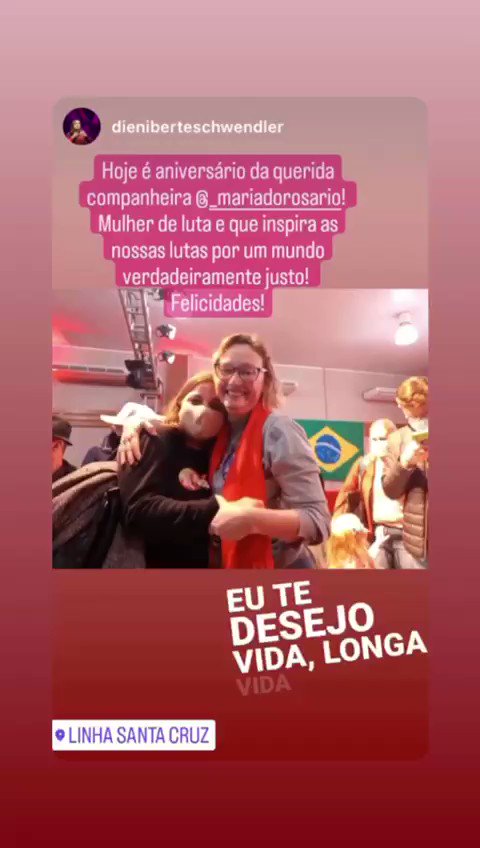 dieniberteschwendler
Hoje é aniversário da querida
companheira @_mariadorosario!
Mulher de luta e que inspira as
nossas lutas por um mundo
verdadeiramente justo!
Felicidades!
EU TE
DESEJO
VIDA, LONGA
VIDA
LINHA SANTA CRUZ